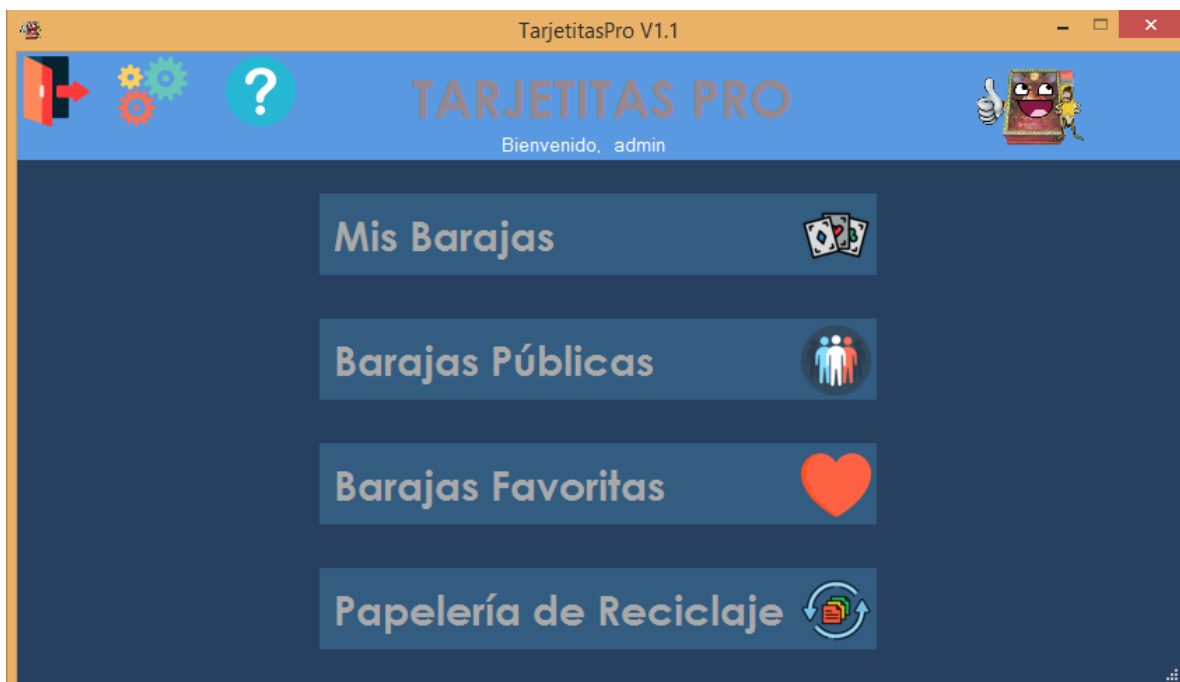 TarjetitasPro V1.1
TARJETITAS PRO
Bienvenido, admin
Mis Barajas
Barajas Públicas
Barajas Favoritas
Papelería de Reciclaje